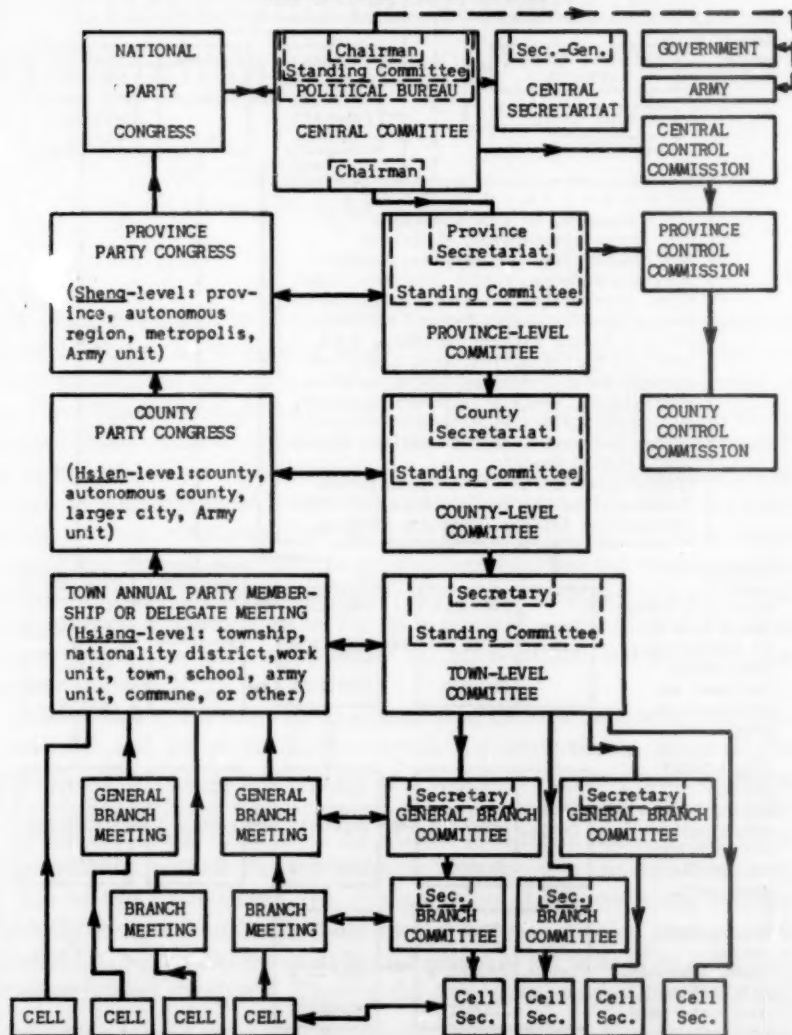 NATIONAL
PARTY
CONGRESS
Chairman
Standing Committee
POLITICAL BUREAU
CENTRAL COMMITTEE
Chairman
Sec.-Gen.
CENTRAL
SECRETARIAT
GOVERNMENT
ARMY
CENTRAL
CONTROL
COMMISSION
PROVINCE
PARTY CONGRESS
(Sheng-level: prov-
ince, autonomous
region, metropolis,
Army unit)
Province
Secretariat
Standing Committee
PROVINCE-LEVEL
COMMITTEE
PROVINCE
CONTROL
COMMISSION
COUNTY
PARTY CONGRESS
(Hsien-level:county,
autonomous county,
larger city, Army
unit)
County
Secretariat
Standing Committee
COUNTY-LEVEL
COMMITTEE
COUNTY
CONTROL
COMMISSION
TOWN ANNUAL PARTY MEMBER-
SHIP OR DELEGATE MEETING
(Hsiang-level: township,
nationality district,work
unit, town, school, army
unit, commune, or other)
Secretary
Standing Committee
TOWN-LEVEL
COMMITTEE
GENERAL
BRANCH
MEETING
GENERAL
BRANCH
MEETING
Secretary
GENERAL BRANCH
COMMITTEE
Secretary
GENERAL BRANCH
COMMITTEE
BRANCH
MEETING
BRANCH
MEETING
Sec.
BRANCH
COMMITTEE
Sec.
BRANCH
COMMITTEE
CELL
CELL
CELL
CELL
Cell
Sec.
Cell
Sec.
Cell
Sec.
Cell
Sec.